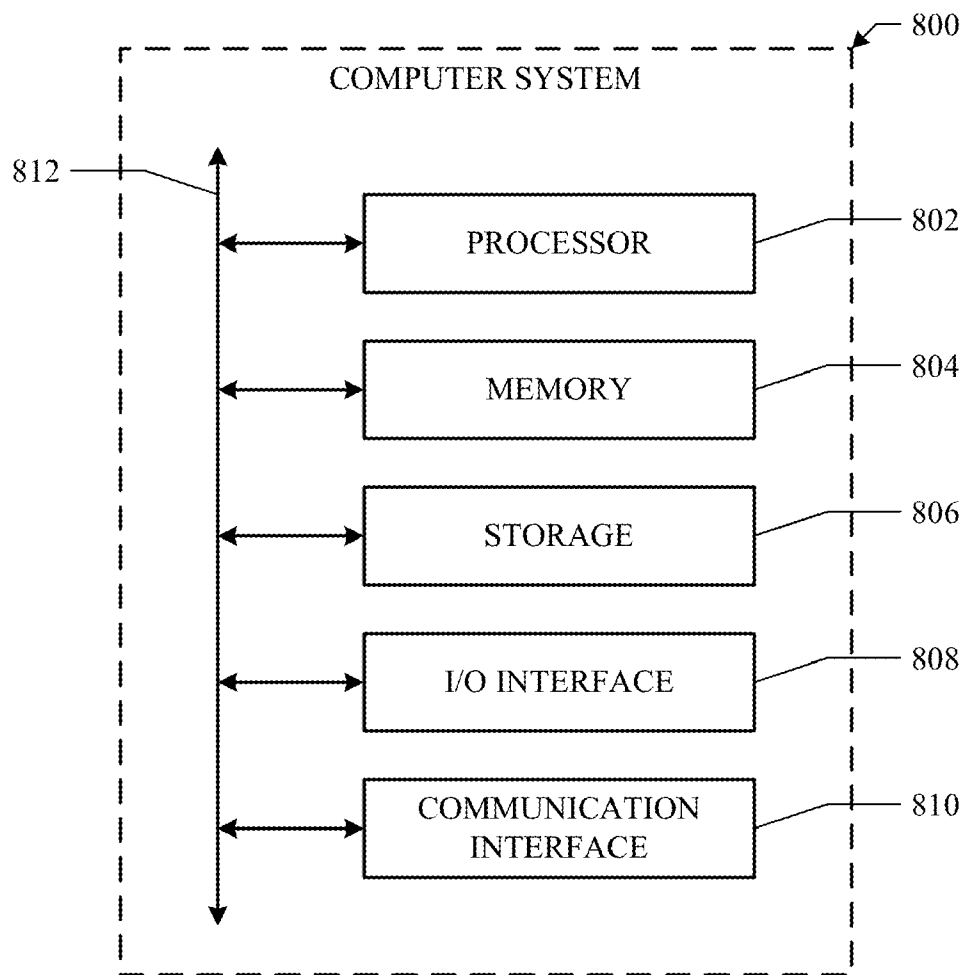 800
COMPUTER SYSTEM
812
PROCESSOR
802
MEMORY
804
STORAGE
806
I/O INTERFACE
808
COMMUNICATION
INTERFACE
810